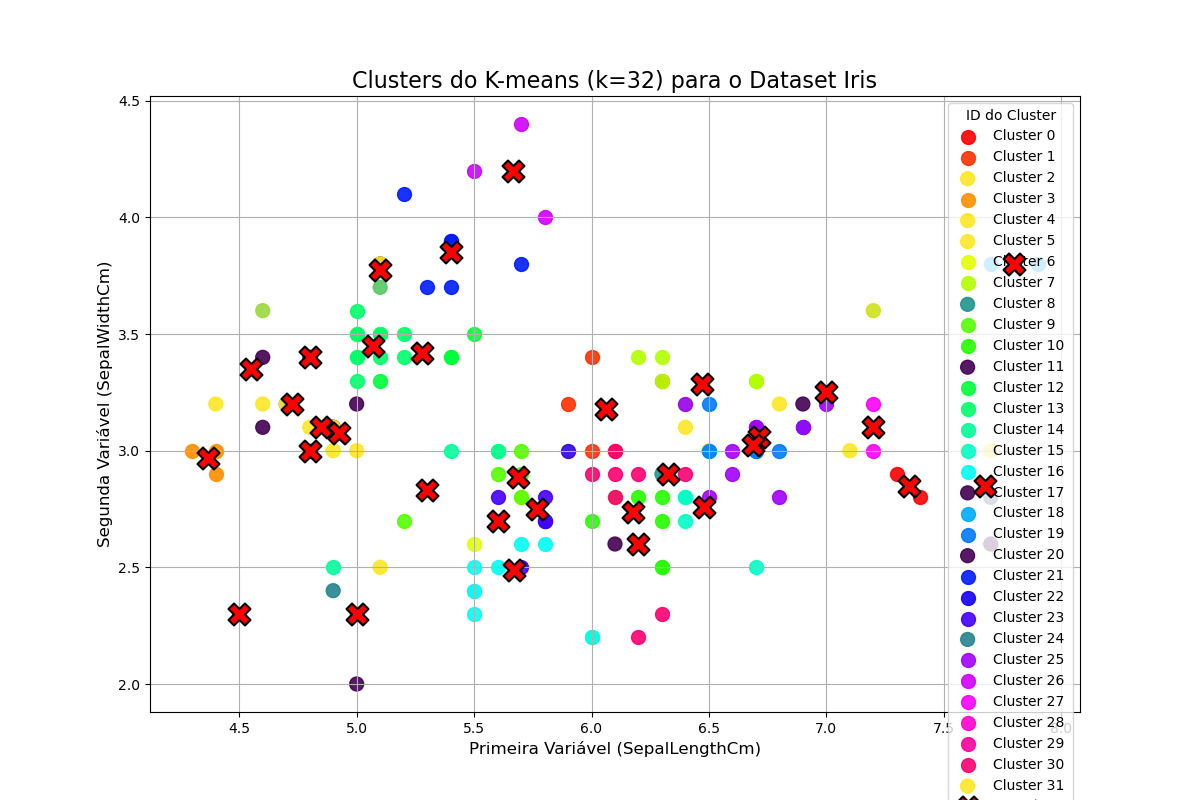 Clusters do K-means (k=32) para o Dataset Iris
4.5
4.0
3.5
3.0
2.5
2.0
Segunda Variável (SepalWidthCm)
4.5
5.0
5.5
6.0
6.5
7.0
7.5
8.0
Primeira Variável (SepalLengthCm)
ID do Cluster
Cluster 0
Cluster 1
Cluster 2
Cluster 3
Cluster 4
Cluster 5
Cluster 6
Cluster 7
Cluster 8
Cluster 9
Cluster 10
Cluster 11
Cluster 12
Cluster 13
Cluster 14
Cluster 15
Cluster 16
Cluster 17
Cluster 18
Cluster 19
Cluster 20
Cluster 21
Cluster 22
Cluster 23
Cluster 24
Cluster 25
Cluster 26
Cluster 27
Cluster 28
Cluster 29
Cluster 30
Cluster 31